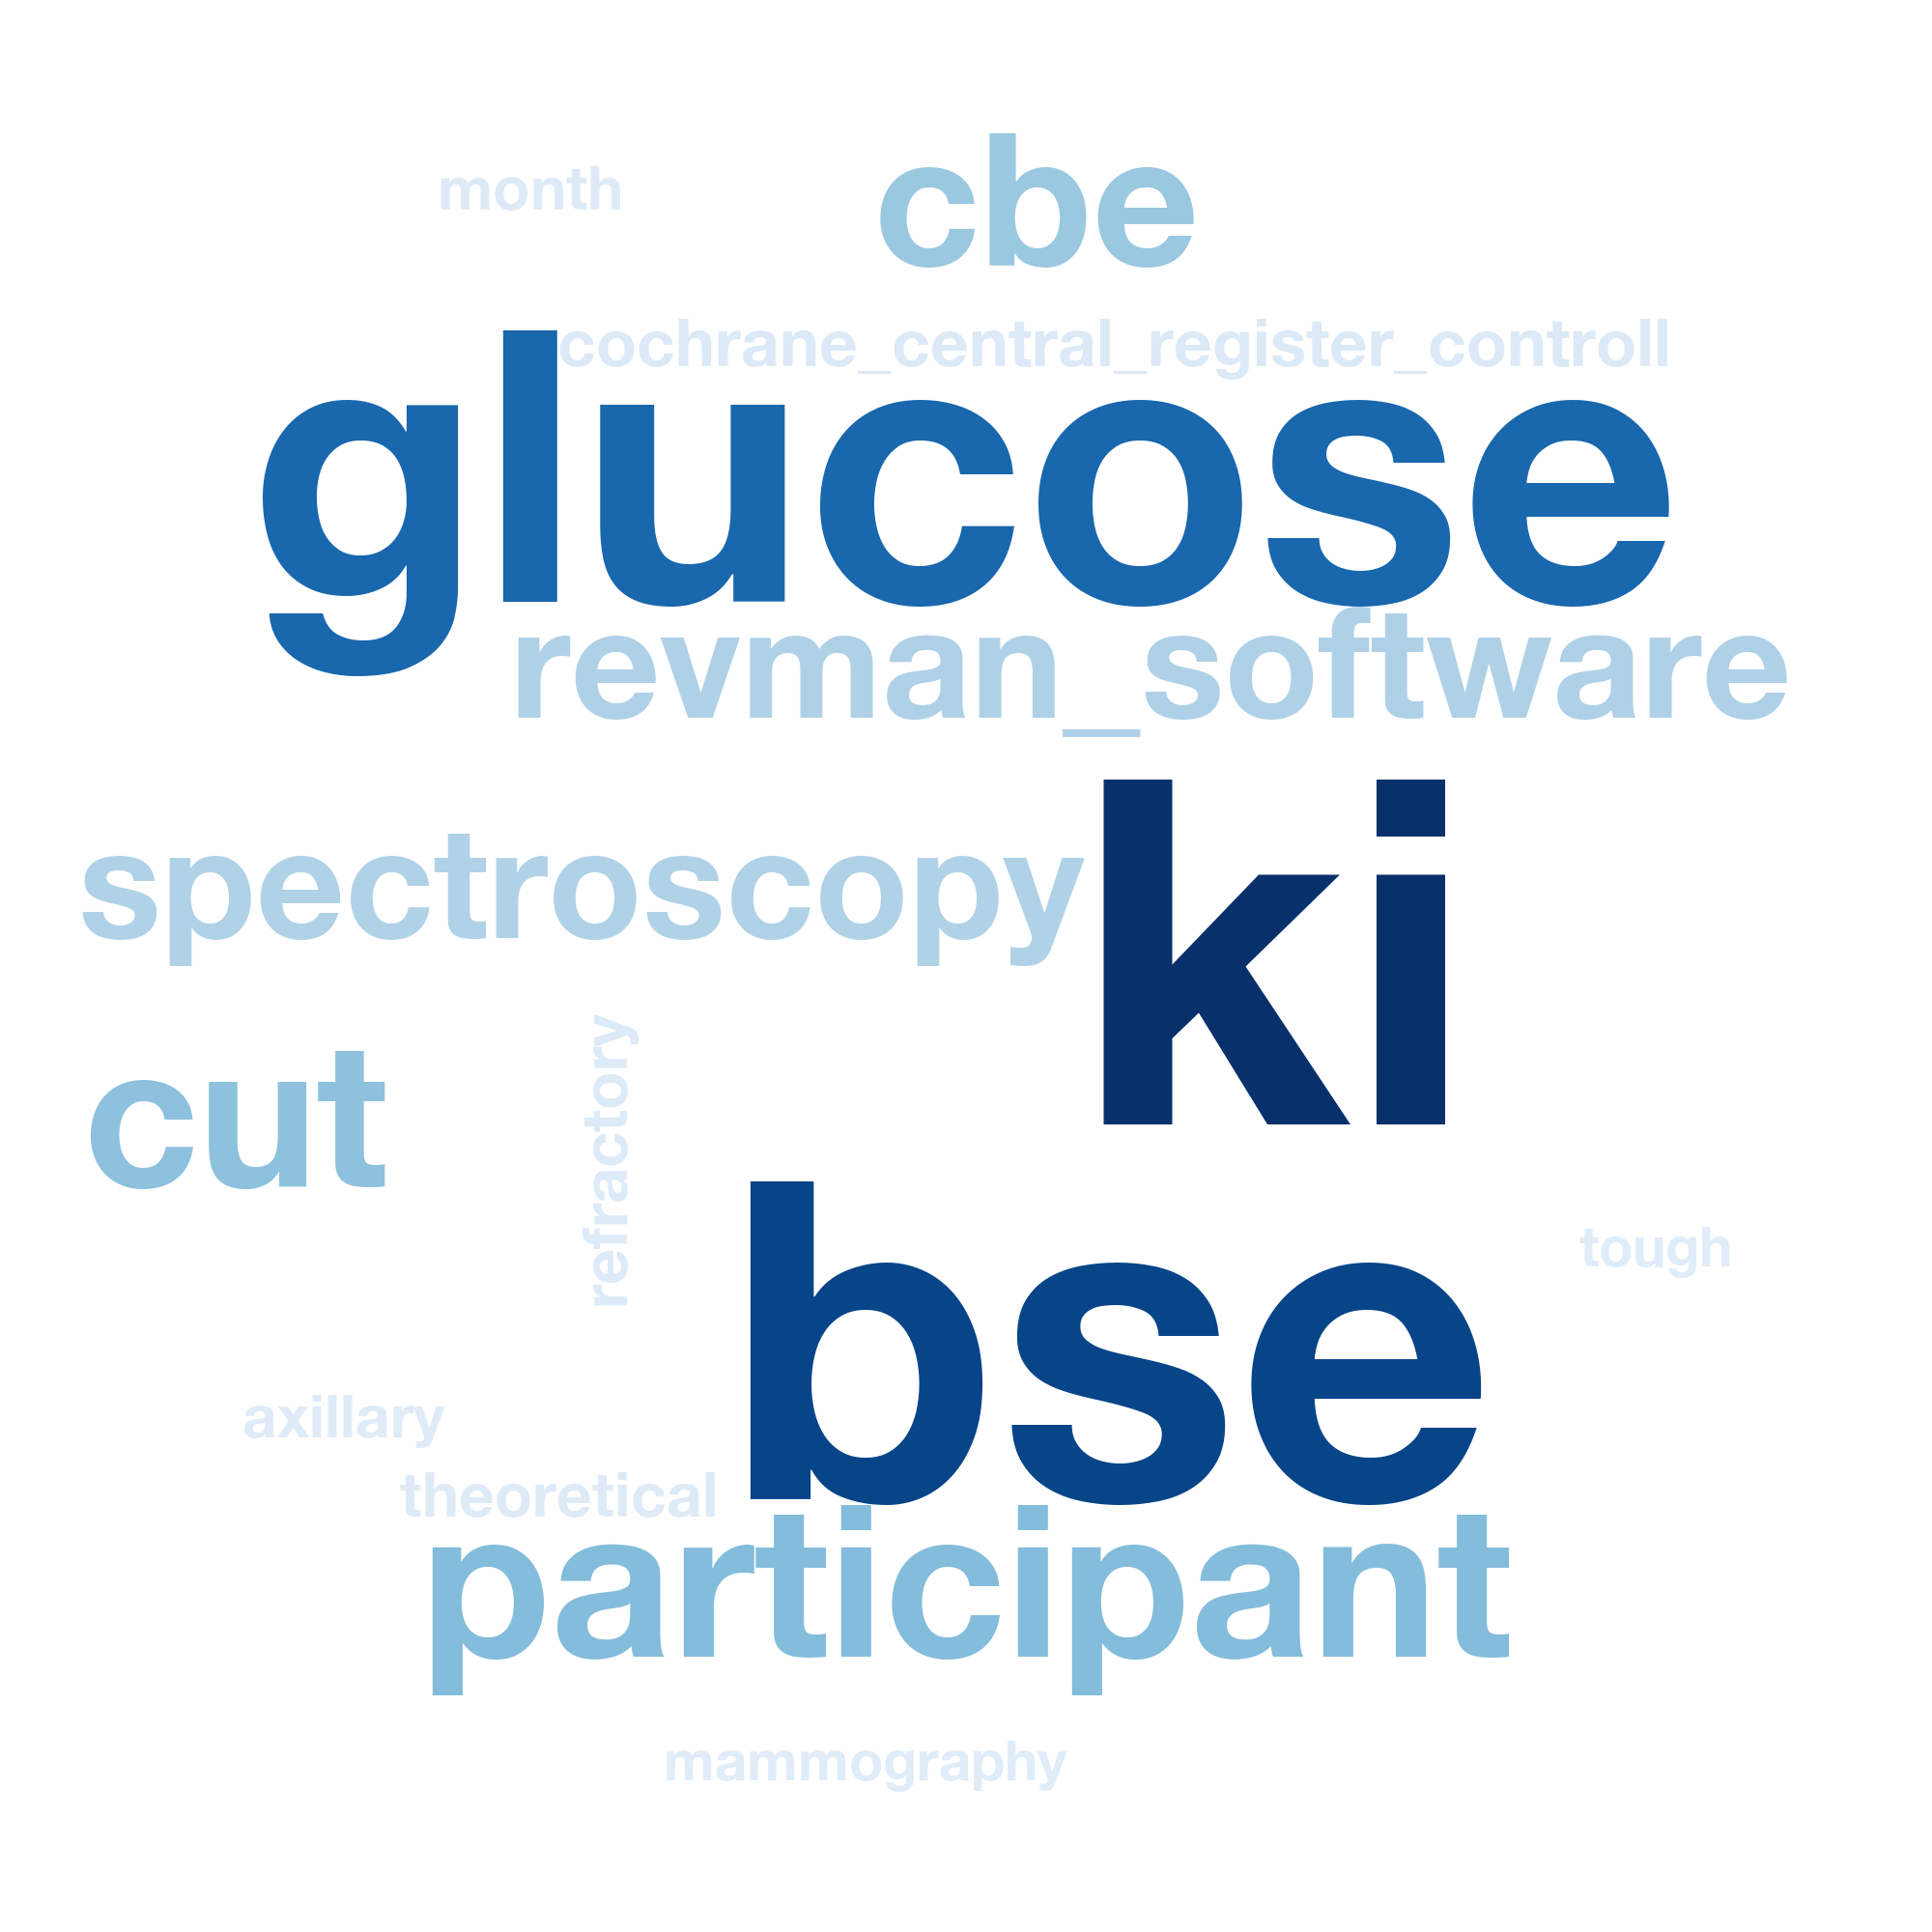 month
cbe
cochrane_central_register_controll
glucose
revman_software
spectroscopy
ki
cut
refractory
bse
tough
axillary
theoretical
participant
mammography